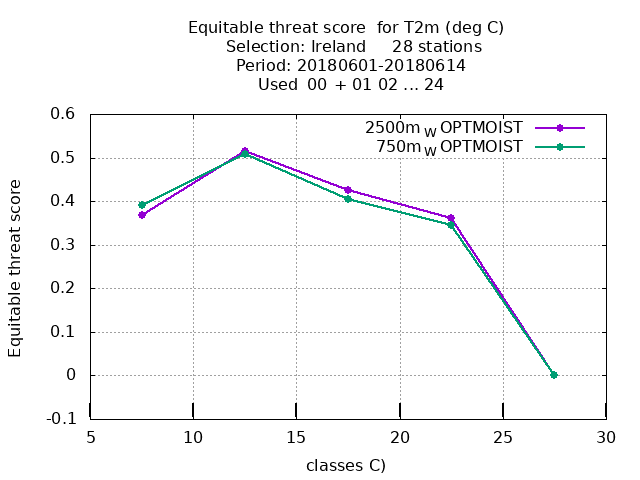 Equitable threat score  for T2m (deg C)
Selection: Ireland     28 stations
Period: 20180601-20180614
Used  00 + 01 02 ... 24
2500m W OPTMOIST
750m W OPTMOIST
Equitable threat score
0.6
0.5
0.4
0.3
0.2
0.1
0
-0.1
5 10 15 20 25 30
classes C)